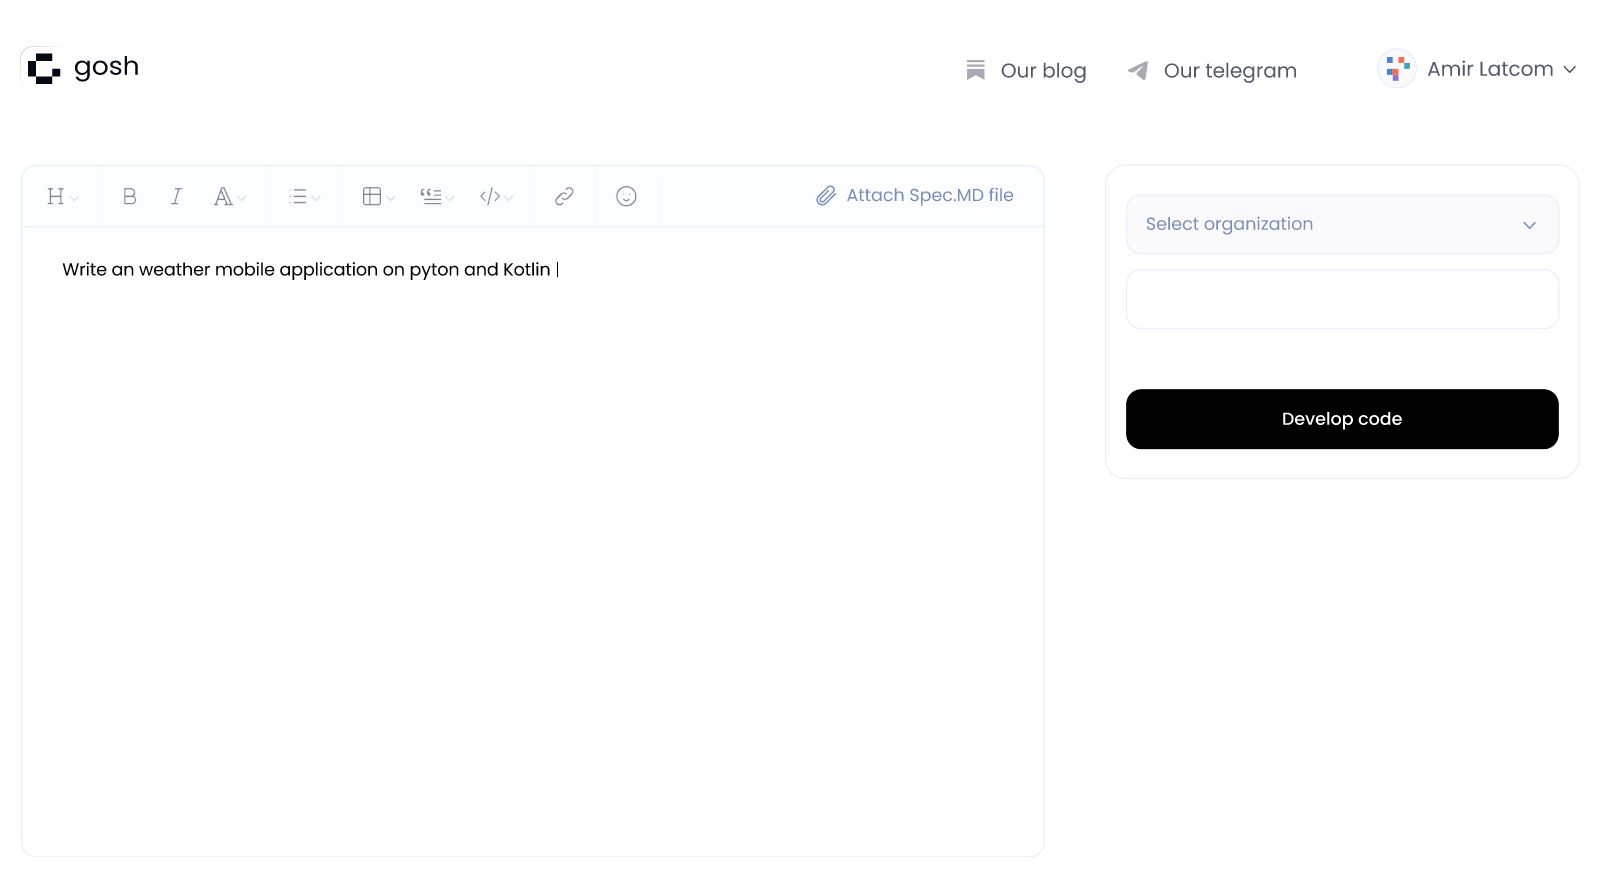 gosh
Our blog
Our telegram
Amir Latcom
H
B
I
A
</>
Attach Spec.MD file
Write an weather mobile application on pyton and Kotlin
Select organization
Develop code